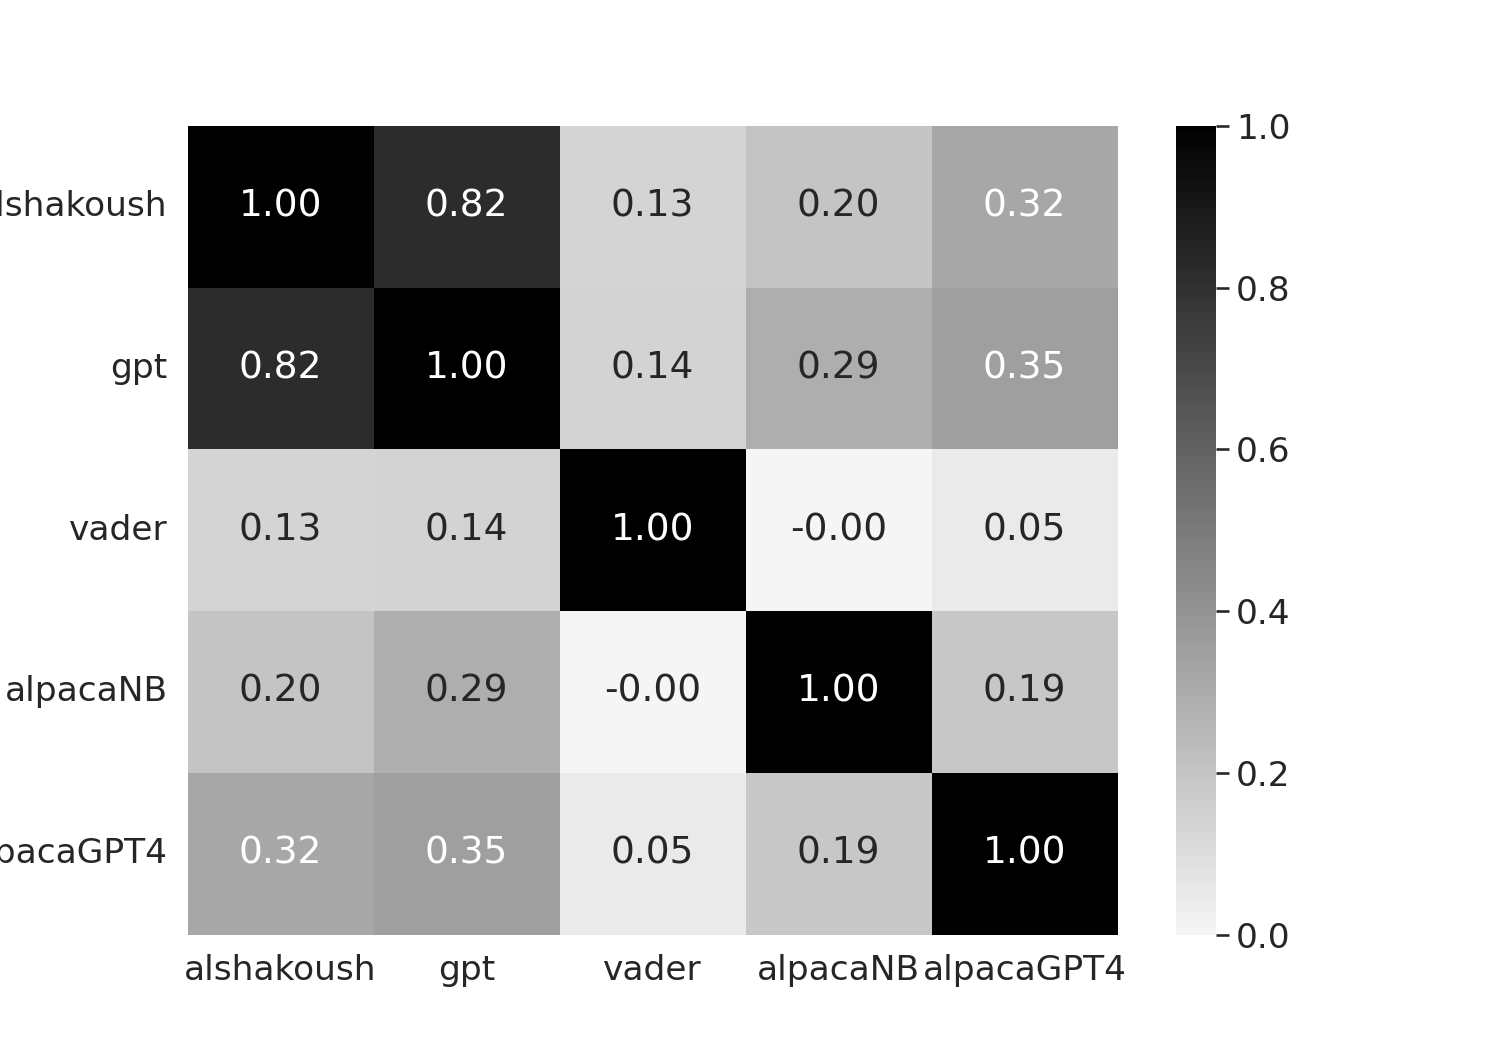 1.0
lshakoush 1.00 0.82 0.13 0.20 0.32
0.8
gpt 0.82 1.00 0.14 0.29 0.35
0.6
vader 0.13 0.14 1.00 -0.00 0.05
0.4
alpacaNB 0.20 0.29 -0.00 1.00 0.19
0.2
pacaGPT4 0.32 0.35 0.05 0.19 1.00
0.0
alshakoush gpt vader alpacaNB alpacaGPT4